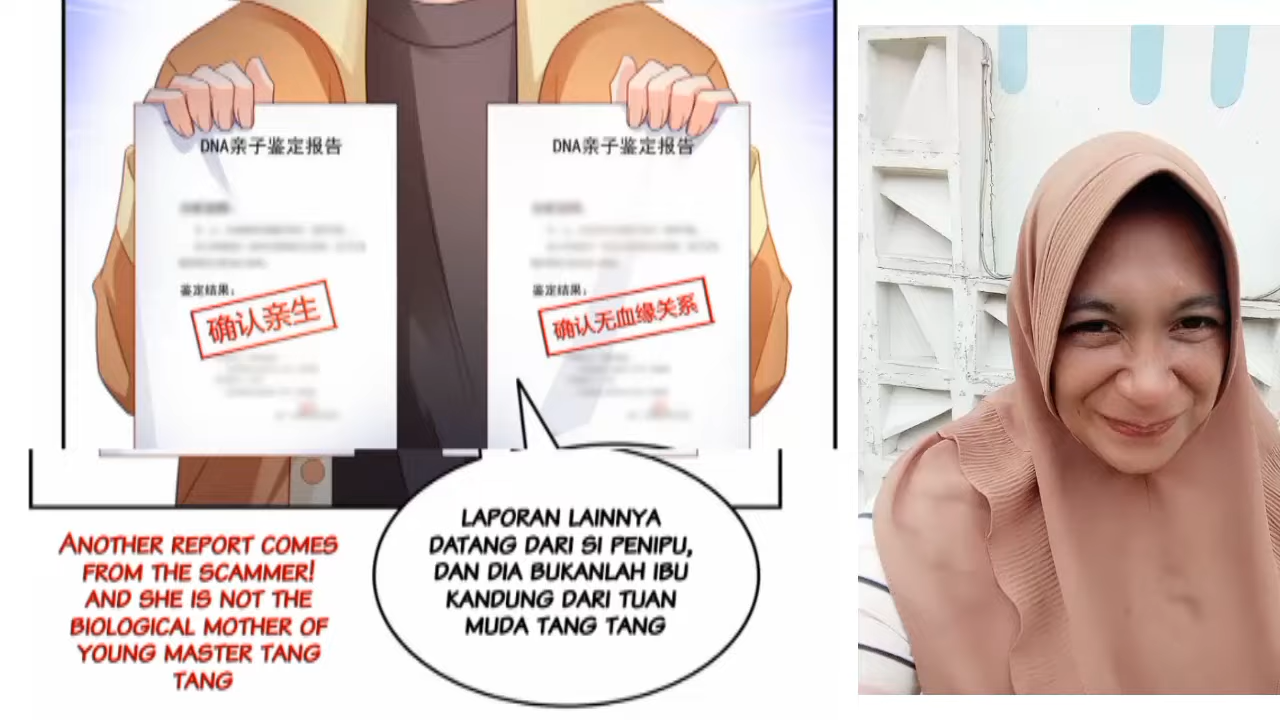 DNA亲子鉴定报告
鉴定结果：
确认亲生
DNA亲子鉴定报告
鉴定结果：
确认无血缘关系
ANOTHER REPORT COMES
FROM THE SCAMMER!
AND SHE IS NOT THE
BIOLOGICAL MOTHER OF
YOUNG MASTER TANG
TANG
LAPORAN LAINNYA
DATANG DARI SI PENIPU,
DAN DIA BUKANLAH IBU
KANDUNG DARI TUAN
MUDA TANG TANG